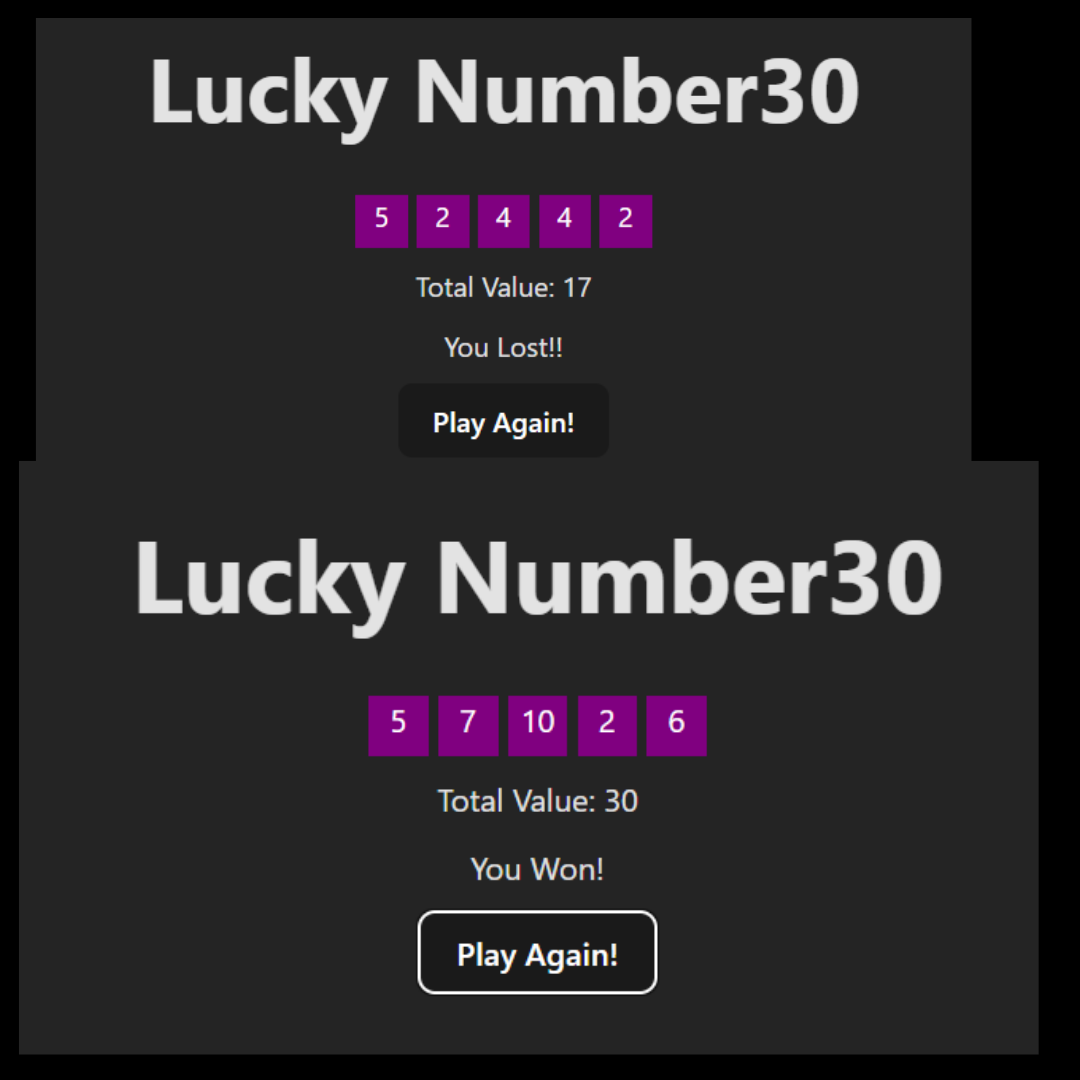 Lucky Number30
5 2 4 4 2
Total Value: 17
You Lost!!
Play Again!
Lucky Number30
5 7 10 2 6
Total Value: 30
You Won!
Play Again!